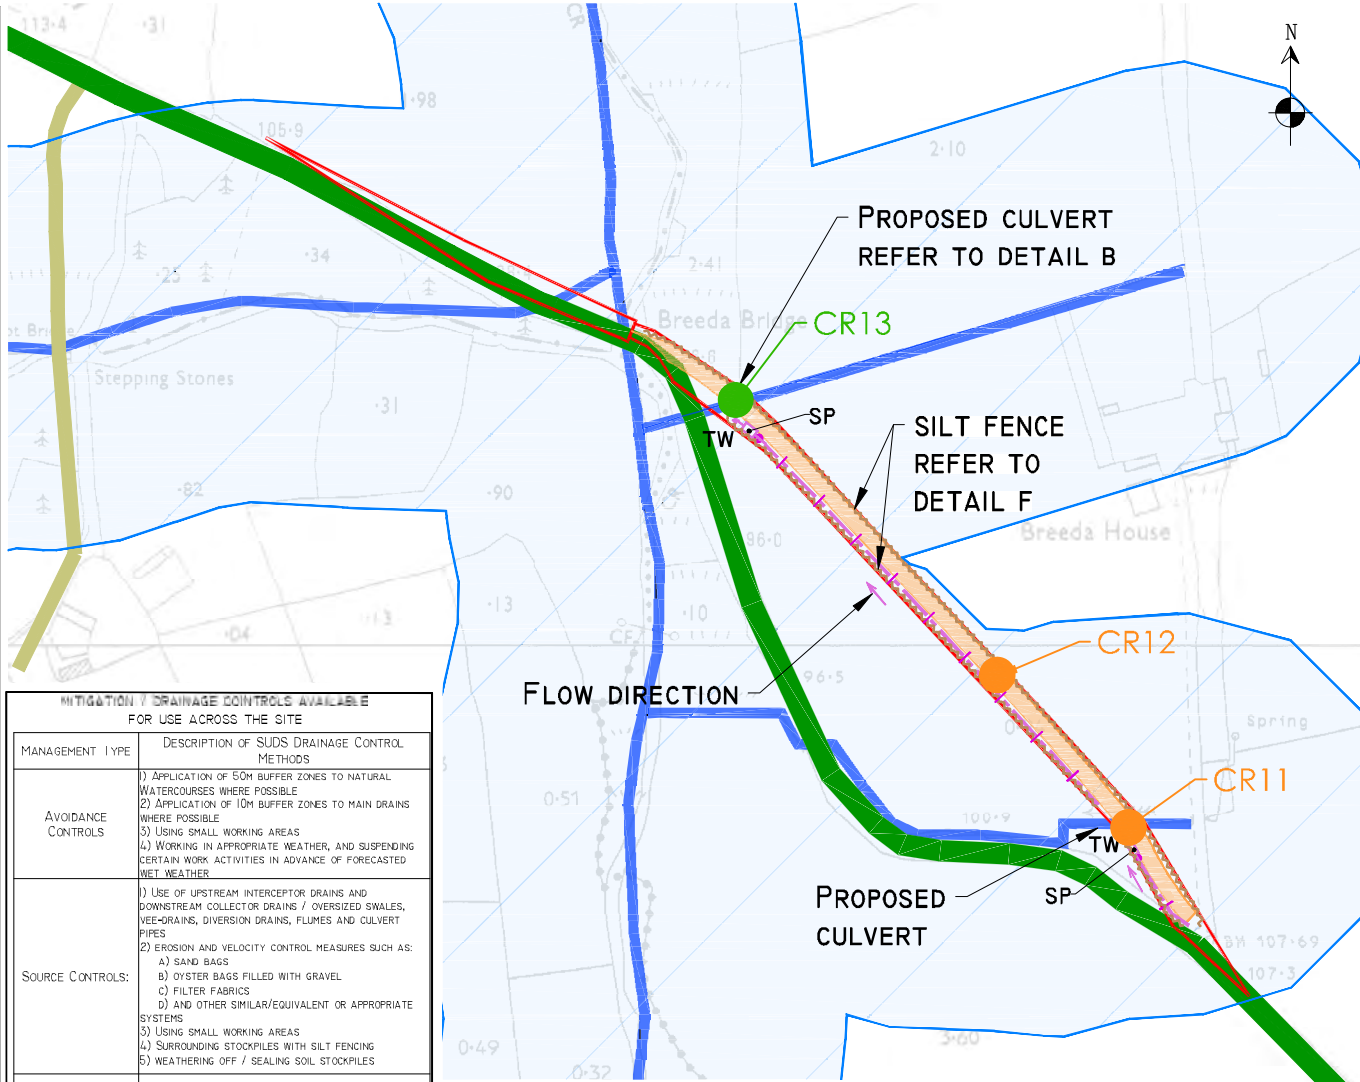 113.4
.31
CR
N
.98
105.9
2.10
PROPOSED CULVERT
REFER TO DETAIL B
.34
.23
2.41
Breeda Bridge
CR13
Stepping Stones
.31
SP
TW
SILT FENCE
REFER TO
DETAIL F
.82
.90
96.0
Breeda House
.13
.10
.04
CF
CR12
96.5
FLOW DIRECTION
Spring
CR11
0.51
100.9
TW
SP
PROPOSED
CULVERT
BM 107.69
107.3
3.60
0.49
0.32
MITIGATION / DRAINAGE CONTROLS AVAILABLE
FOR USE ACROSS THE SITE
MANAGEMENT TYPE
DESCRIPTION OF SUDS DRAINAGE CONTROL
METHODS
AVOIDANCE
CONTROLS
1) APPLICATION OF 50M BUFFER ZONES TO NATURAL
WATERCOURSES WHERE POSSIBLE
2) APPLICATION OF 10M BUFFER ZONES TO MAIN DRAINS
WHERE POSSIBLE
3) USING SMALL WORKING AREAS
4) WORKING IN APPROPRIATE WEATHER, AND SUSPENDING
CERTAIN WORK ACTIVITIES IN ADVANCE OF FORECASTED
WET WEATHER
SOURCE CONTROLS:
1) USE OF UPSTREAM INTERCEPTOR DRAINS AND
DOWNSTREAM COLLECTOR DRAINS / OVERSIZED SWALES,
VEE-DRAINS, DIVERSION DRAINS, FLUMES AND CULVERT
PIPES
2) EROSION AND VELOCITY CONTROL MEASURES SUCH AS:
A) SAND BAGS
B) OYSTER BAGS FILLED WITH GRAVEL
C) FILTER FABRICS
D) AND OTHER SIMILAR/EQUIVALENT OR APPROPRIATE
SYSTEMS
3) USING SMALL WORKING AREAS
4) SURROUNDING STOCKPILES WITH SILT FENCING
5) WEATHERING OFF / SEALING SOIL STOCKPILES